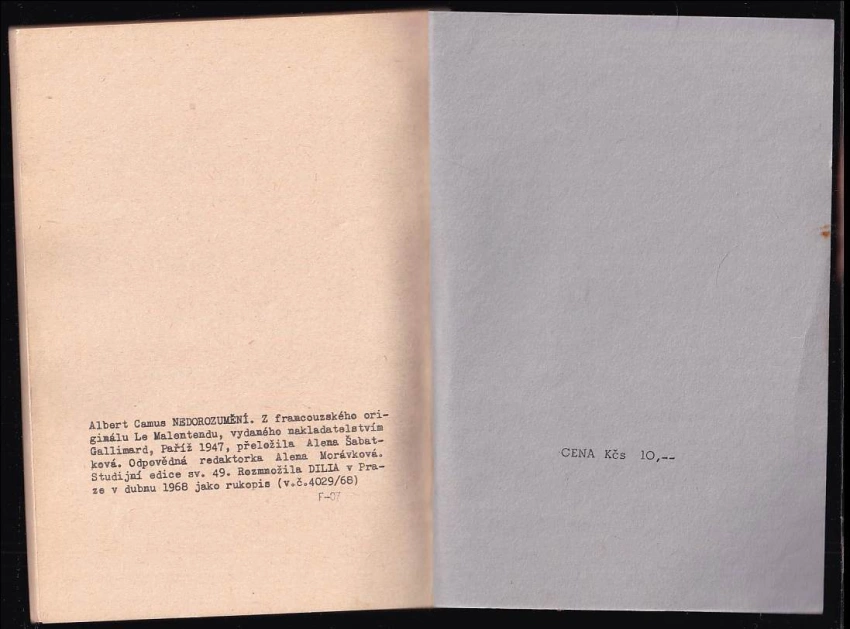 Albert Camus NEDOROZUMĚNÍ. Z francouzského ori-
ginálu Le Malentendu, vydaného nakladatelstvím
Gallimard, Paříž 1947, přeložila Alena Šabat-
ková. Odpovědná redaktorka Alena Morávková.
Studijní edice sv. 49. Rozmnožila DILIA v Pra-
ze v dubnu 1968 jako rukopis (v.č.4029/68)
F-07
CENA Kčs 10,--